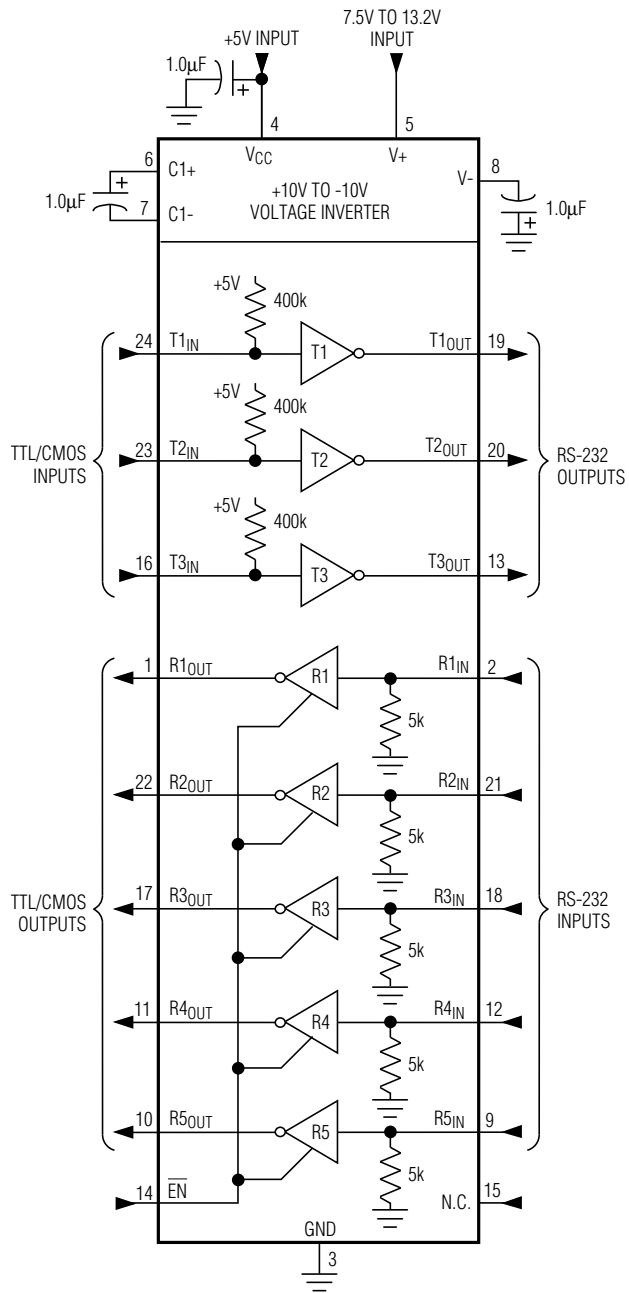 7.5V TO 13.2V
INPUT
+5V INPUT
1.0µF
+
4
5
VCC
V+
6
C1+
+
1.0µF
7
C1-
+10V TO -10V
VOLTAGE INVERTER
V-
8
1.0µF
+
+5V
400k
24
T1IN
T1
T1OUT
19
+5V
400k
TTL/CMOS
INPUTS
23
T2IN
T2
T2OUT
20
RS-232
OUTPUTS
+5V
400k
16
T3IN
T3
T3OUT
13
1
R1OUT
R1
R1IN
2
5k
22
R2OUT
R2
R2IN
21
5k
TTL/CMOS
OUTPUTS
17
R3OUT
R3
R3IN
18
RS-232
INPUTS
5k
11
R4OUT
R4
R4IN
12
5k
10
R5OUT
R5
R5IN
9
5k
14
E̅N̅
N.C.
15
GND
3